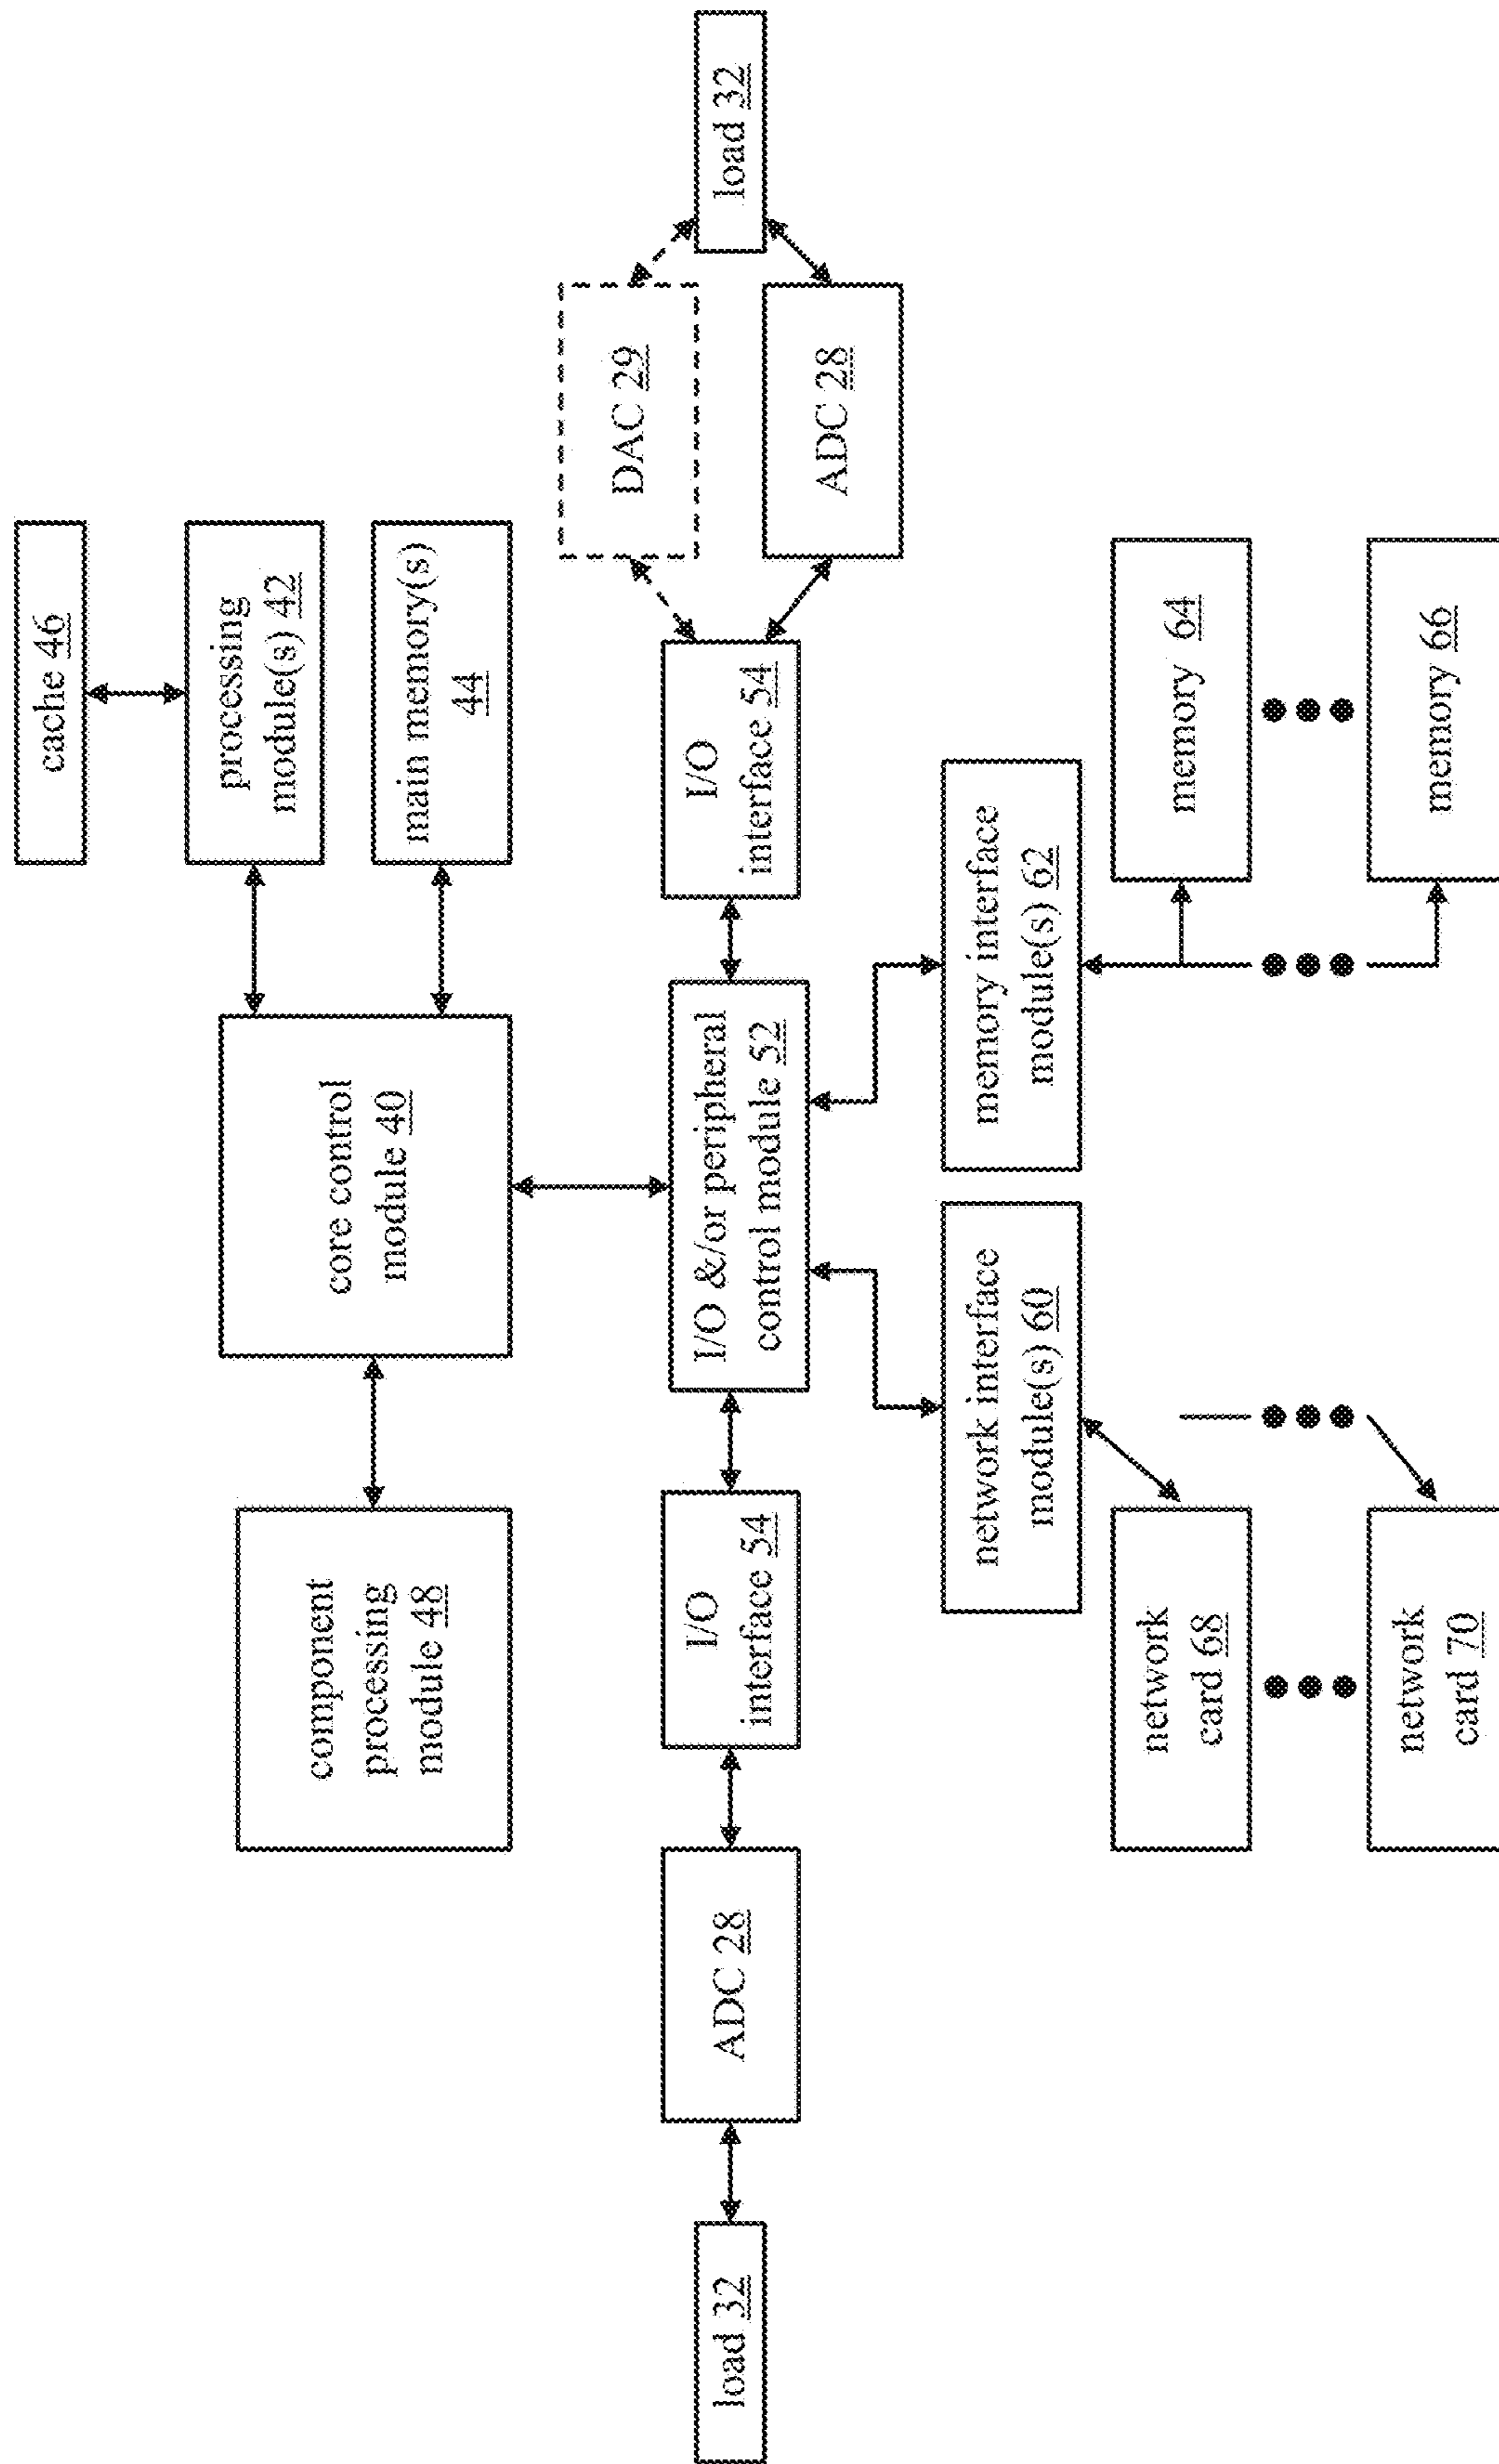 cache 46
processing
module(s) 42
main memory(s)
44
core control
module 40
component
processing
module 48
DAC 29
load 32
ADC 28
I/O
interface 54
I/O &/or peripheral
control module 52
I/O
interface 54
ADC 28
load 32
memory interface
module(s) 62
network interface
module(s) 60
memory 64
memory 66
network
card 68
network
card 70